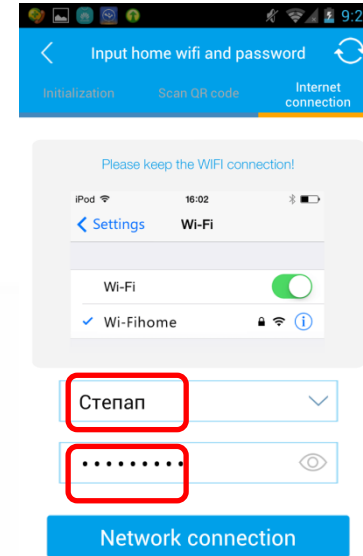 9:2
Input home wifi and password
Initialization Scan QR code Internet connection
Please keep the WIFI connection!
iPod 16:02
Settings Wi-Fi
Wi-Fi
Wi-Fihome
Степап
•••••••••
Network connection